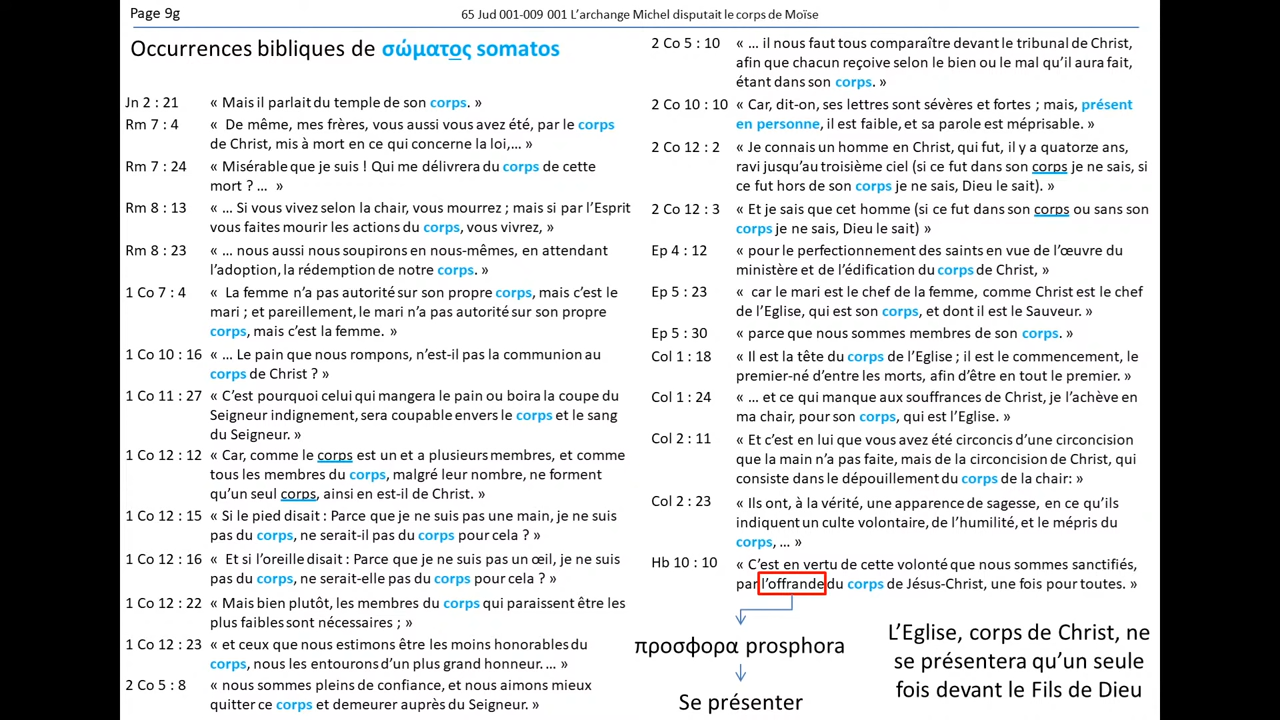 Page 9g
65 Jud 001-009 001 L’archange Michel disputait le corps de Moïse
Occurrences bibliques de σώματος somatos
Jn 2 : 21 « Mais il parlait du temple de son corps. »
Rm 7 : 4 « De même, mes frères, vous aussi vous avez été, par le corps
de Christ, mis à mort en ce qui concerne la loi,… »
Rm 7 : 24 « Misérable que je suis ! Qui me délivrera du corps de cette
mort ? … »
Rm 8 : 13 « … Si vous vivez selon la chair, vous mourrez ; mais si par l’Esprit
vous faites mourir les actions du corps, vous vivrez, »
Rm 8 : 23 « … nous aussi nous soupirons en nous-mêmes, en attendant
l’adoption, la rédemption de notre corps. »
1 Co 7 : 4 « La femme n’a pas autorité sur son propre corps, mais c’est le
mari ; et pareillement, le mari n’a pas autorité sur son propre
corps, mais c’est la femme. »
1 Co 10 : 16 « … Le pain que nous rompons, n’est-il pas la communion au
corps de Christ ? »
1 Co 11 : 27 « C’est pourquoi celui qui mangera le pain ou boira la coupe du
Seigneur indignement, sera coupable envers le corps et le sang
du Seigneur. »
1 Co 12 : 12 « Car, comme le corps est un et a plusieurs membres, et comme
tous les membres du corps, malgré leur nombre, ne forment
qu’un seul corps, ainsi en est-il de Christ. »
1 Co 12 : 15 « Si le pied disait : Parce que je ne suis pas une main, je ne suis
pas du corps, ne serait-il pas du corps pour cela ? »
1 Co 12 : 16 « Et si l’oreille disait : Parce que je ne suis pas un œil, je ne suis
pas du corps, ne serait-elle pas du corps pour cela ? »
1 Co 12 : 22 « Mais bien plutôt, les membres du corps qui paraissent être les
plus faibles sont nécessaires ; »
1 Co 12 : 23 « et ceux que nous estimons être les moins honorables du
corps, nous les entourons d’un plus grand honneur. … »
2 Co 5 : 8 « nous sommes pleins de confiance, et nous aimons mieux
quitter ce corps et demeurer auprès du Seigneur. »
2 Co 5 : 10 « … il nous faut tous comparaître devant le tribunal de Christ,
afin que chacun reçoive selon le bien ou le mal qu’il aura fait,
étant dans son corps. »
2 Co 10 : 10 « Car, dit-on, ses lettres sont sévères et fortes ; mais, présent
en personne, il est faible, et sa parole est méprisable. »
2 Co 12 : 2 « Je connais un homme en Christ, qui fut, il y a quatorze ans,
ravi jusqu’au troisième ciel (si ce fut dans son corps je ne sais, si
ce fut hors de son corps je ne sais, Dieu le sait). »
2 Co 12 : 3 « Et je sais que cet homme (si ce fut dans son corps ou sans son
corps je ne sais, Dieu le sait) »
Ep 4 : 12 « pour le perfectionnement des saints en vue de l’œuvre du
ministère et de l’édification du corps de Christ, »
Ep 5 : 23 « car le mari est le chef de la femme, comme Christ est le chef
de l’Eglise, qui est son corps, et dont il est le Sauveur. »
Ep 5 : 30 « parce que nous sommes membres de son corps. »
Col 1 : 18 « Il est la tête du corps de l’Eglise ; il est le commencement, le
premier-né d’entre les morts, afin d’être en tout le premier. »
Col 1 : 24 « … et ce qui manque aux souffrances de Christ, je l’achève en
ma chair, pour son corps, qui est l’Eglise. »
Col 2 : 11 « Et c’est en lui que vous avez été circoncis d’une circoncision
que la main n’a pas faite, mais de la circoncision de Christ, qui
consiste dans le dépouillement du corps de la chair: »
Col 2 : 23 « Ils ont, à la vérité, une apparence de sagesse, en ce qu’ils
indiquent un culte volontaire, de l’humilité, et le mépris du
corps, … »
Hb 10 : 10 « C’est en vertu de cette volonté que nous sommes sanctifiés,
par l’offrande du corps de Jésus-Christ, une fois pour toutes. »
προσφορα prosphora
Se présenter
L’Eglise, corps de Christ, ne
se présentera qu’un seule
fois devant le Fils de Dieu